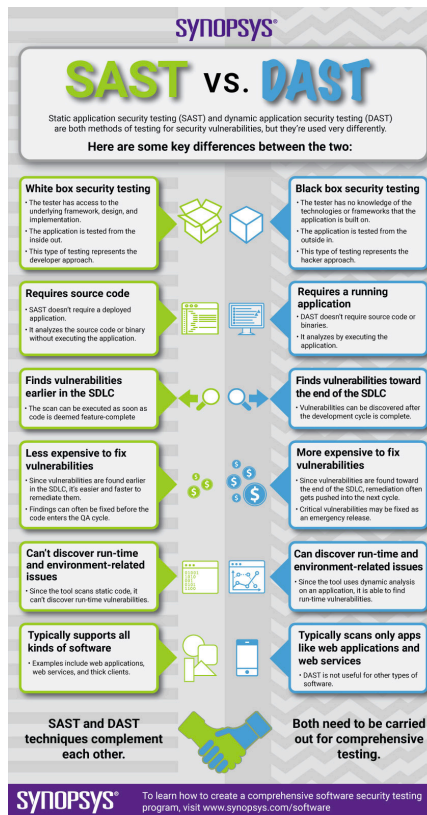 SYNOPSYS®
SAST vs. DAST
Static application security testing (SAST) and dynamic application security testing (DAST)
are both methods of testing for security vulnerabilities, but they're used very differently.
Here are some key differences between the two:
White box security testing
• The tester has access to the
underlying framework, design, and
implementation.
• The application is tested from the
inside out.
• This type of testing represents the
developer approach.
Black box security testing
• The tester has no knowledge of the
technologies or frameworks that the
application is built on.
• The application is tested from the
outside in.
• This type of testing represents the
hacker approach.
Requires source code
• SAST doesn't require a deployed
application.
• It analyzes the source code or binary
without executing the application.
Requires a running
application
• DAST doesn't require source code or
binaries.
• It analyzes by executing the
application.
Finds vulnerabilities
earlier in the SDLC
• The scan can be executed as soon as
code is deemed feature-complete
Finds vulnerabilities toward
the end of the SDLC
• Vulnerabilities can be discovered after
the development cycle is complete.
Less expensive to fix
vulnerabilities
• Since vulnerabilities are found earlier
in the SDLC, it's easier and faster to
remediate them.
• Findings can often be fixed before the
code enters the QA cycle.
$
$
$
$
$
$
$
More expensive to fix
vulnerabilities
• Since vulnerabilities are found toward
the end of the SDLC, remediation often
gets pushed into the next cycle.
• Critical vulnerabilities may be fixed as
an emergency release.
Can't discover run-time
and environment-related
issues
• Since the tool scans static code, it
can't discover run-time vulnerabilities.
Can discover run-time and
environment-related issues
• Since the tool uses dynamic analysis
on an application, it is able to find
run-time vulnerabilities.
Typically supports all
kinds of software
• Examples include web applications,
web services, and thick clients.
Typically scans only apps
like web applications and
web services
• DAST is not useful for other types of
software.
SAST and DAST
techniques complement
each other.
Both need to be carried
out for comprehensive
testing.
SYNOPSYS®
To learn how to create a comprehensive software security testing
program, visit www.synopsys.com/software